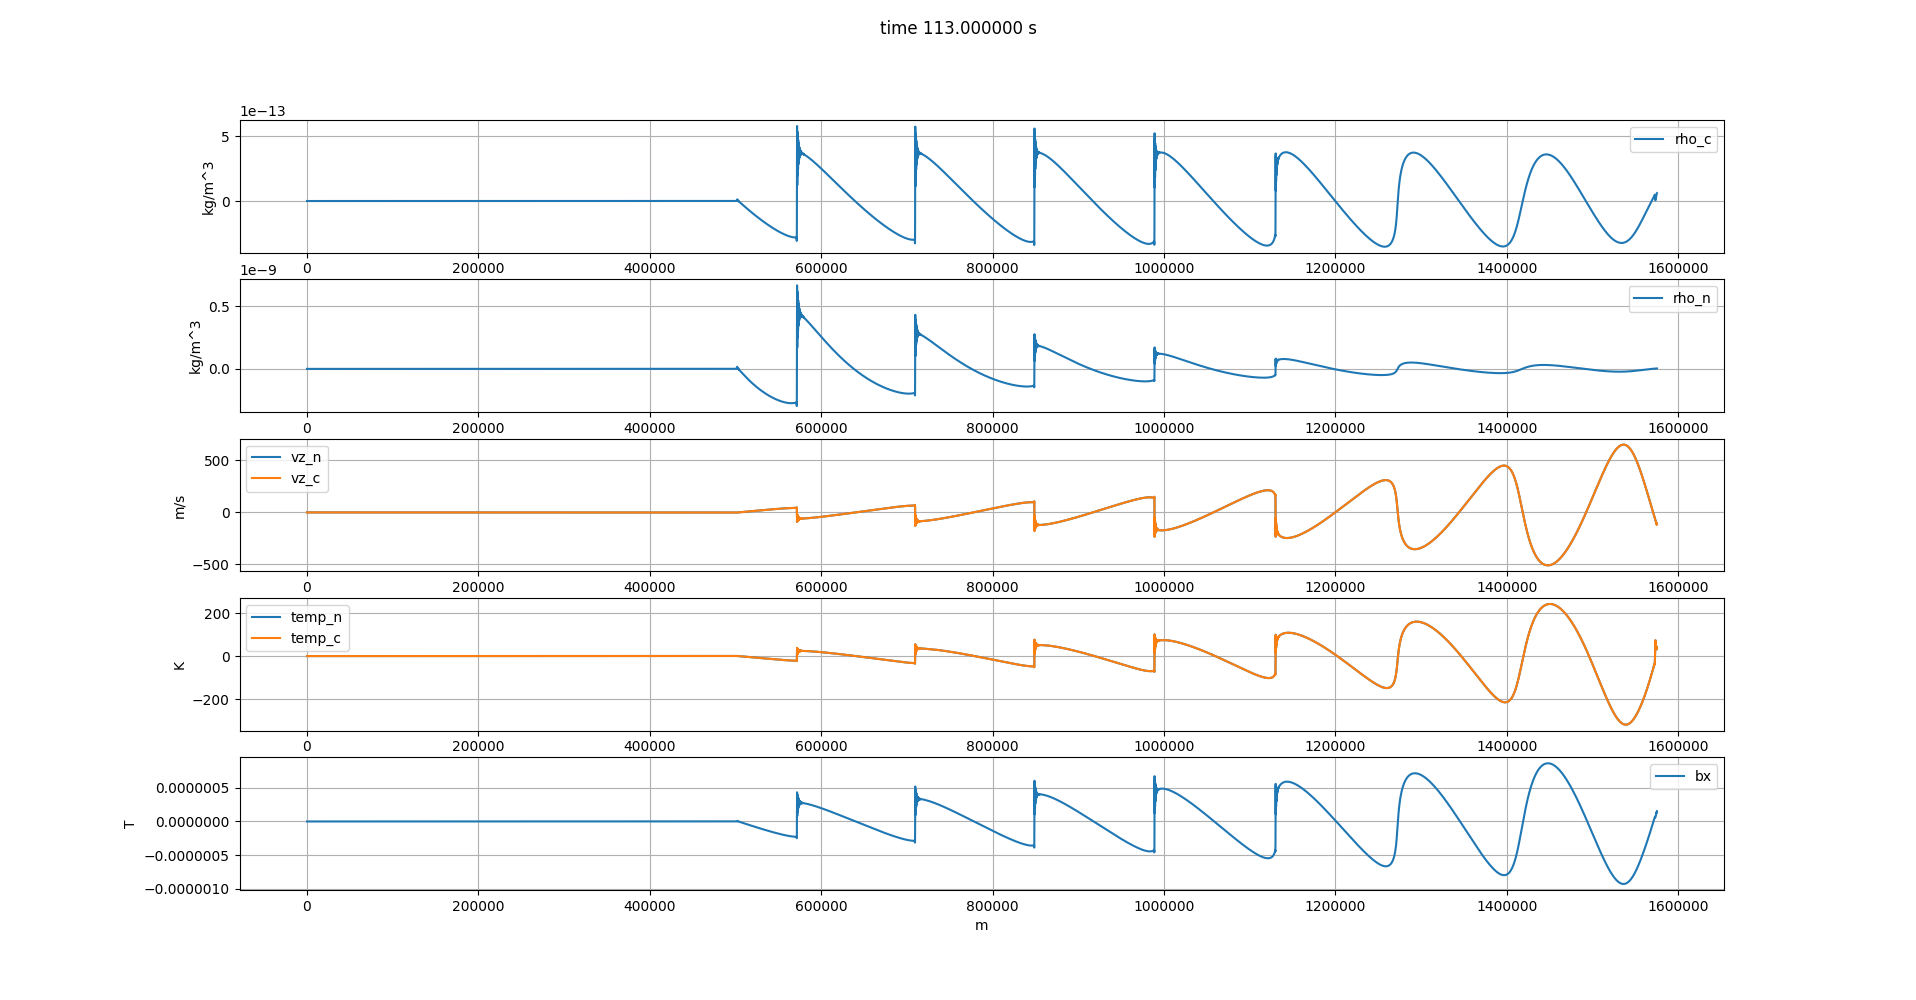 time 113.000000 s
1e−13
5
0
kg/m^3
rho_c
0 200000 400000 600000 800000 1000000 1200000 1400000 1600000
1e−9
0.5
0.0
kg/m^3
rho_n
0 200000 400000 600000 800000 1000000 1200000 1400000 1600000
500
0
−500
m/s
vz_n
vz_c
0 200000 400000 600000 800000 1000000 1200000 1400000 1600000
200
0
−200
K
temp_n
temp_c
0 200000 400000 600000 800000 1000000 1200000 1400000 1600000
0.0000005
0.0000000
−0.0000005
−0.0000010
T
bx
0 200000 400000 600000 800000 1000000 1200000 1400000 1600000
m